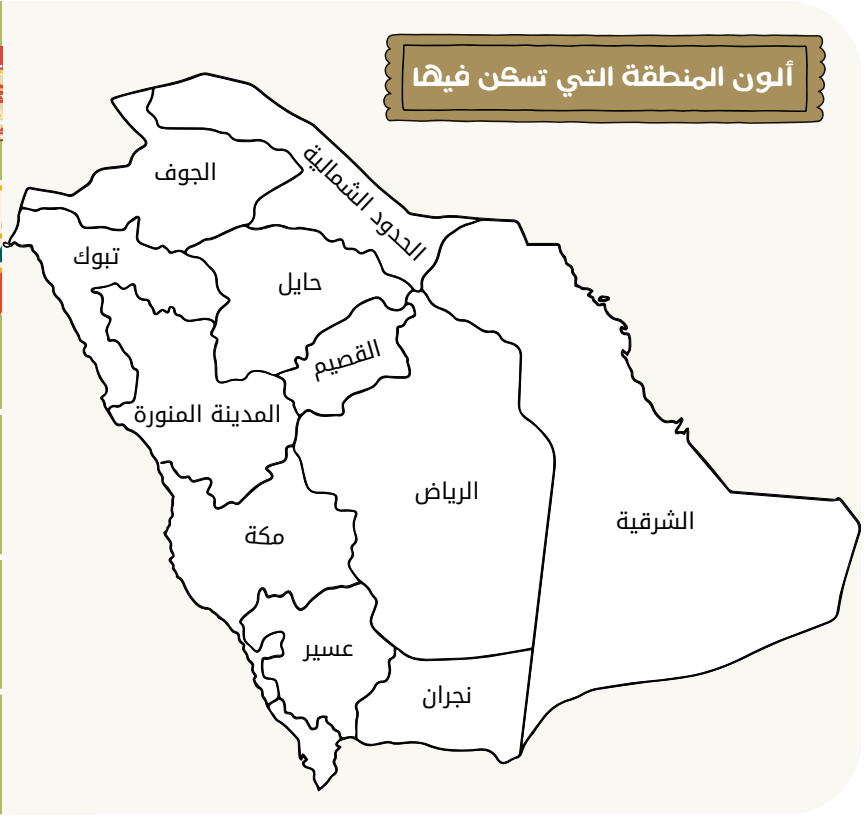 ألون المنطقة التي تسكن فيها
الجوف
الحدود الشمالية
تبوك
حايل
القصيم
المدينة المنورة
الرياض
الشرقية
مكة
عسير
نجران